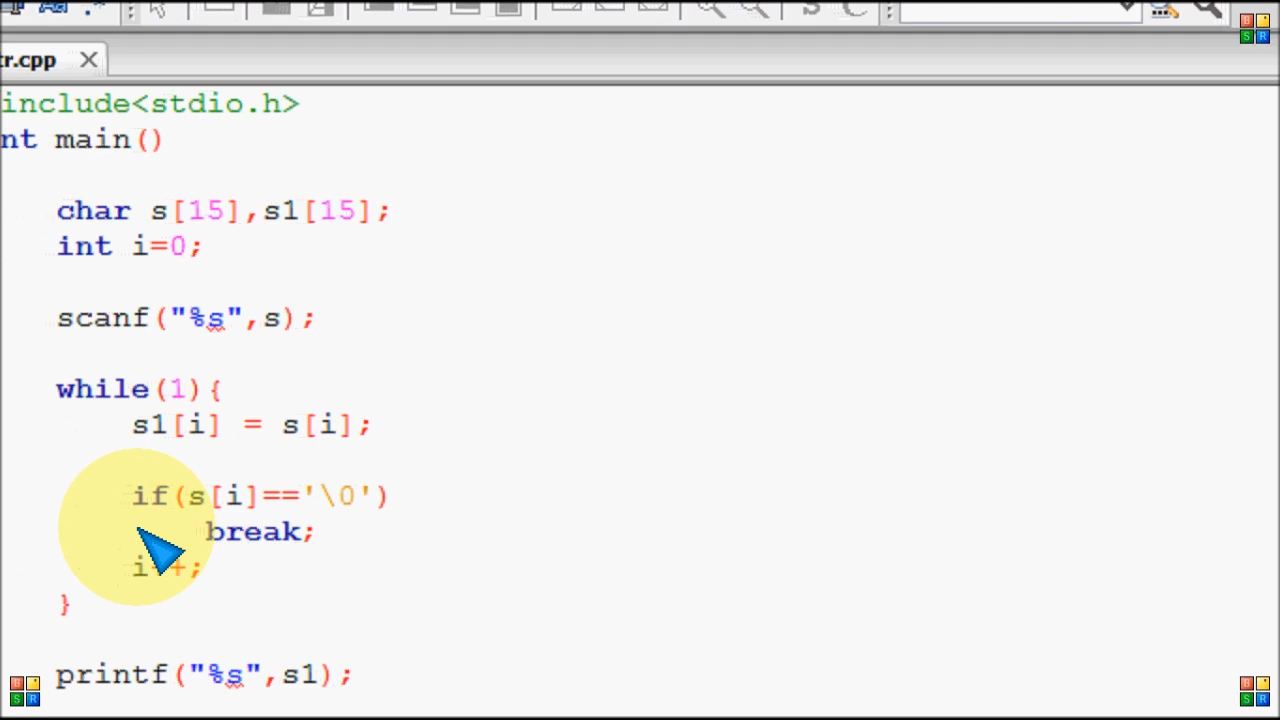 tr.cpp
include<stdio.h>
nt main()
char s[15],s1[15];
int i=0;
scanf("%s",s);
while(1){
s1[i] = s[i];
if(s[i]=='\0')
break;
i++;
}
printf("%s",s1);